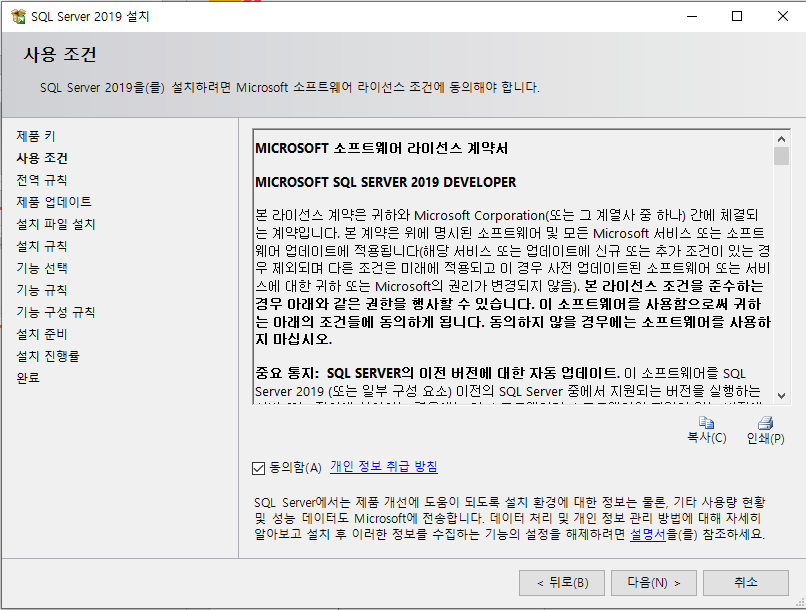 SQL Server 2019 설치
사용 조건
SQL Server 2019을(를) 설치하려면 Microsoft 소프트웨어 라이선스 조건에 동의해야 합니다.
제품 키
사용 조건
전역 규칙
제품 업데이트
설치 파일 설치
설치 규칙
기능 선택
기능 규칙
기능 구성 규칙
설치 준비
설치 진행률
완료
MICROSOFT 소프트웨어 라이선스 계약서
MICROSOFT SQL SERVER 2019 DEVELOPER
본 라이선스 계약은 귀하와 Microsoft Corporation(또는 그 계열사 중 하나) 간에 체결되
는 계약입니다. 본 계약은 위에 명시된 소프트웨어 및 모든 Microsoft 서비스 또는 소프트
웨어 업데이트에 적용됩니다(해당 서비스 또는 업데이트에 신규 또는 추가 조건이 있는 경
우 제외되며 다른 조건은 미래에 적용되고 이 경우 사전 업데이트된 소프트웨어 또는 서비
스에 대한 귀하 또는 Microsoft의 권리가 변경되지 않음). 본 라이선스 조건을 준수하는
경우 아래와 같은 권한을 행사할 수 있습니다. 이 소프트웨어를 사용함으로써 귀하
는 아래의 조건들에 동의하게 됩니다. 동의하지 않을 경우에는 소프트웨어를 사용하
지 마십시오.
중요 통지: SQL SERVER의 이전 버전에 대한 자동 업데이트. 이 소프트웨어를 SQL
Server 2019 (또는 일부 구성 요소) 이전의 SQL Server 중에서 지원되는 버전을 실행하는
복사(C)
인쇄(P)
동의함(A) 개인 정보 취급 방침
SQL Server에서는 제품 개선에 도움이 되도록 설치 환경에 대한 정보는 물론, 기타 사용량 현황
및 성능 데이터도 Microsoft에 전송합니다. 데이터 처리 및 개인 정보 관리 방법에 대해 자세히
알아보고 설치 후 이러한 정보를 수집하는 기능의 설정을 해제하려면 설명서을(를) 참조하세요.
< 뒤로(B)
다음(N) >
취소